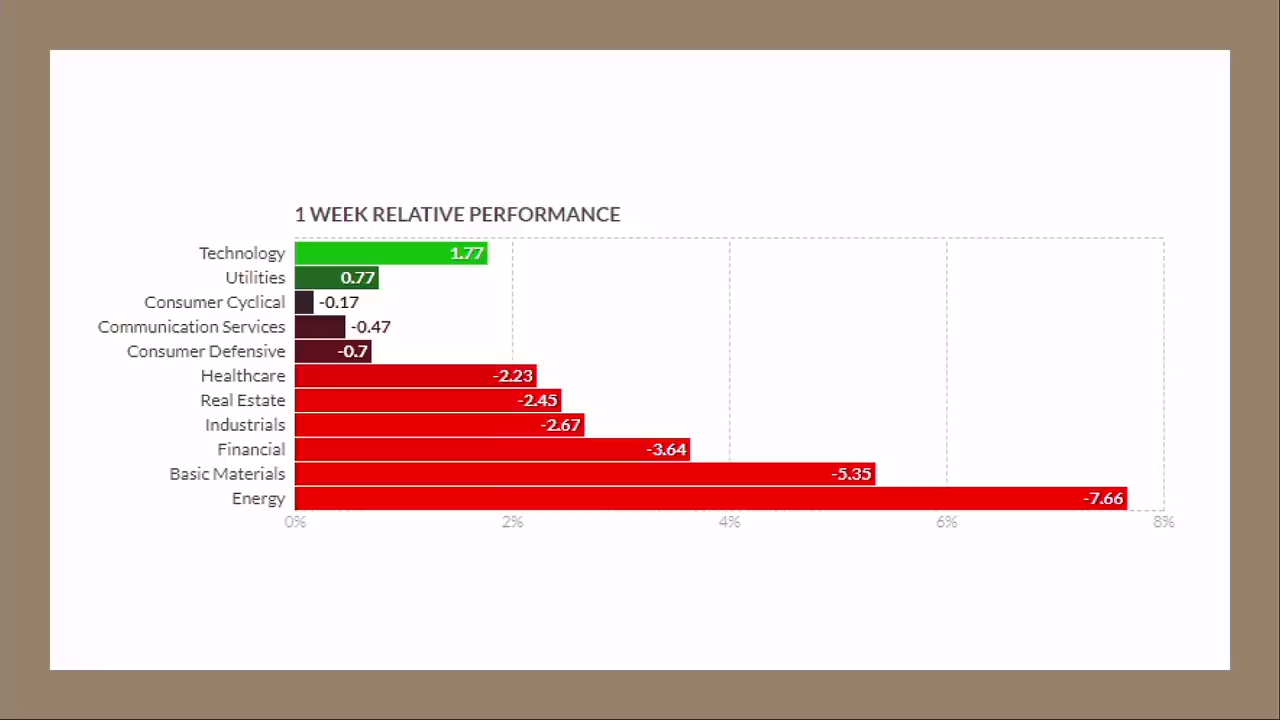 1 WEEK RELATIVE PERFORMANCE
Technology 1.77
Utilities 0.77
Consumer Cyclical -0.17
Communication Services -0.47
Consumer Defensive -0.7
Healthcare -2.23
Real Estate -2.45
Industrials -2.67
Financial -3.64
Basic Materials -5.35
Energy -7.66
0% 2% 4% 6% 8%